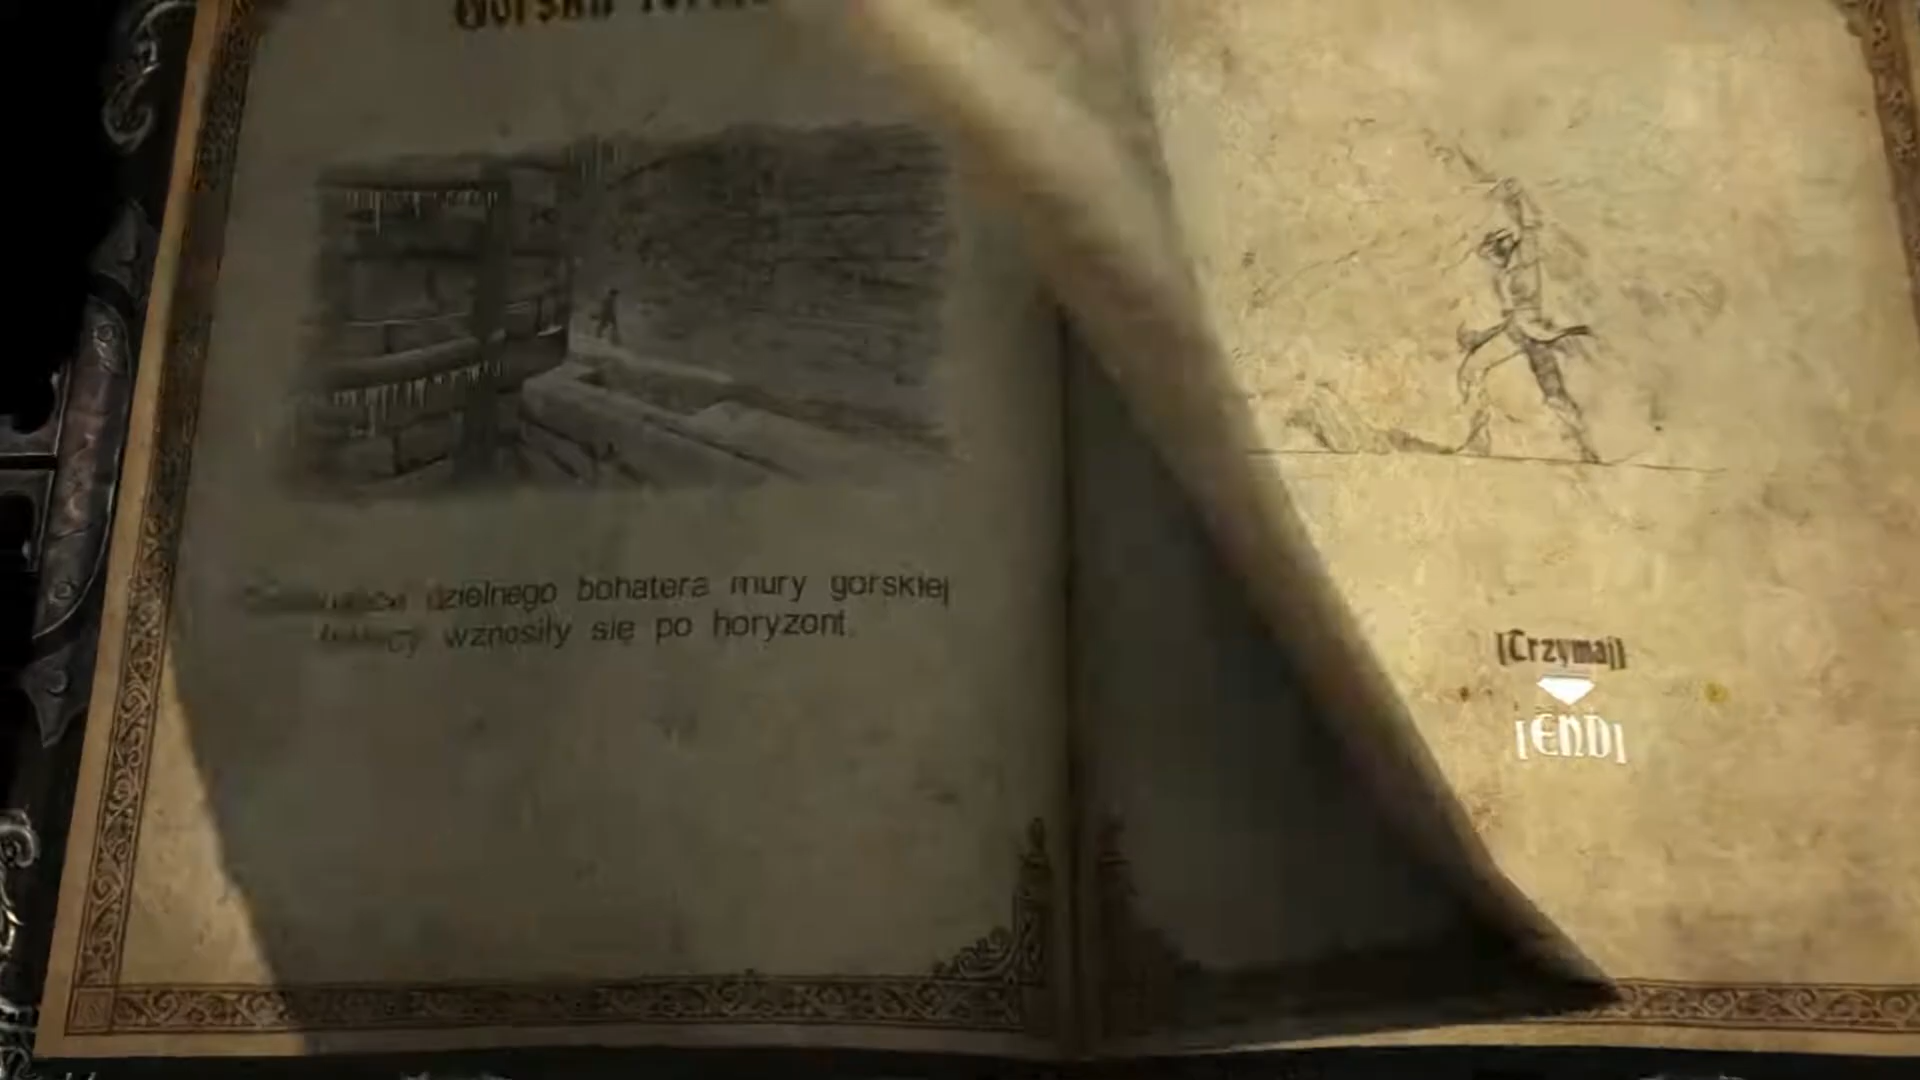 dzielnego bohatera mury gorskiej
wznosiły się po horyzont.
[Trzymaj]
[END]